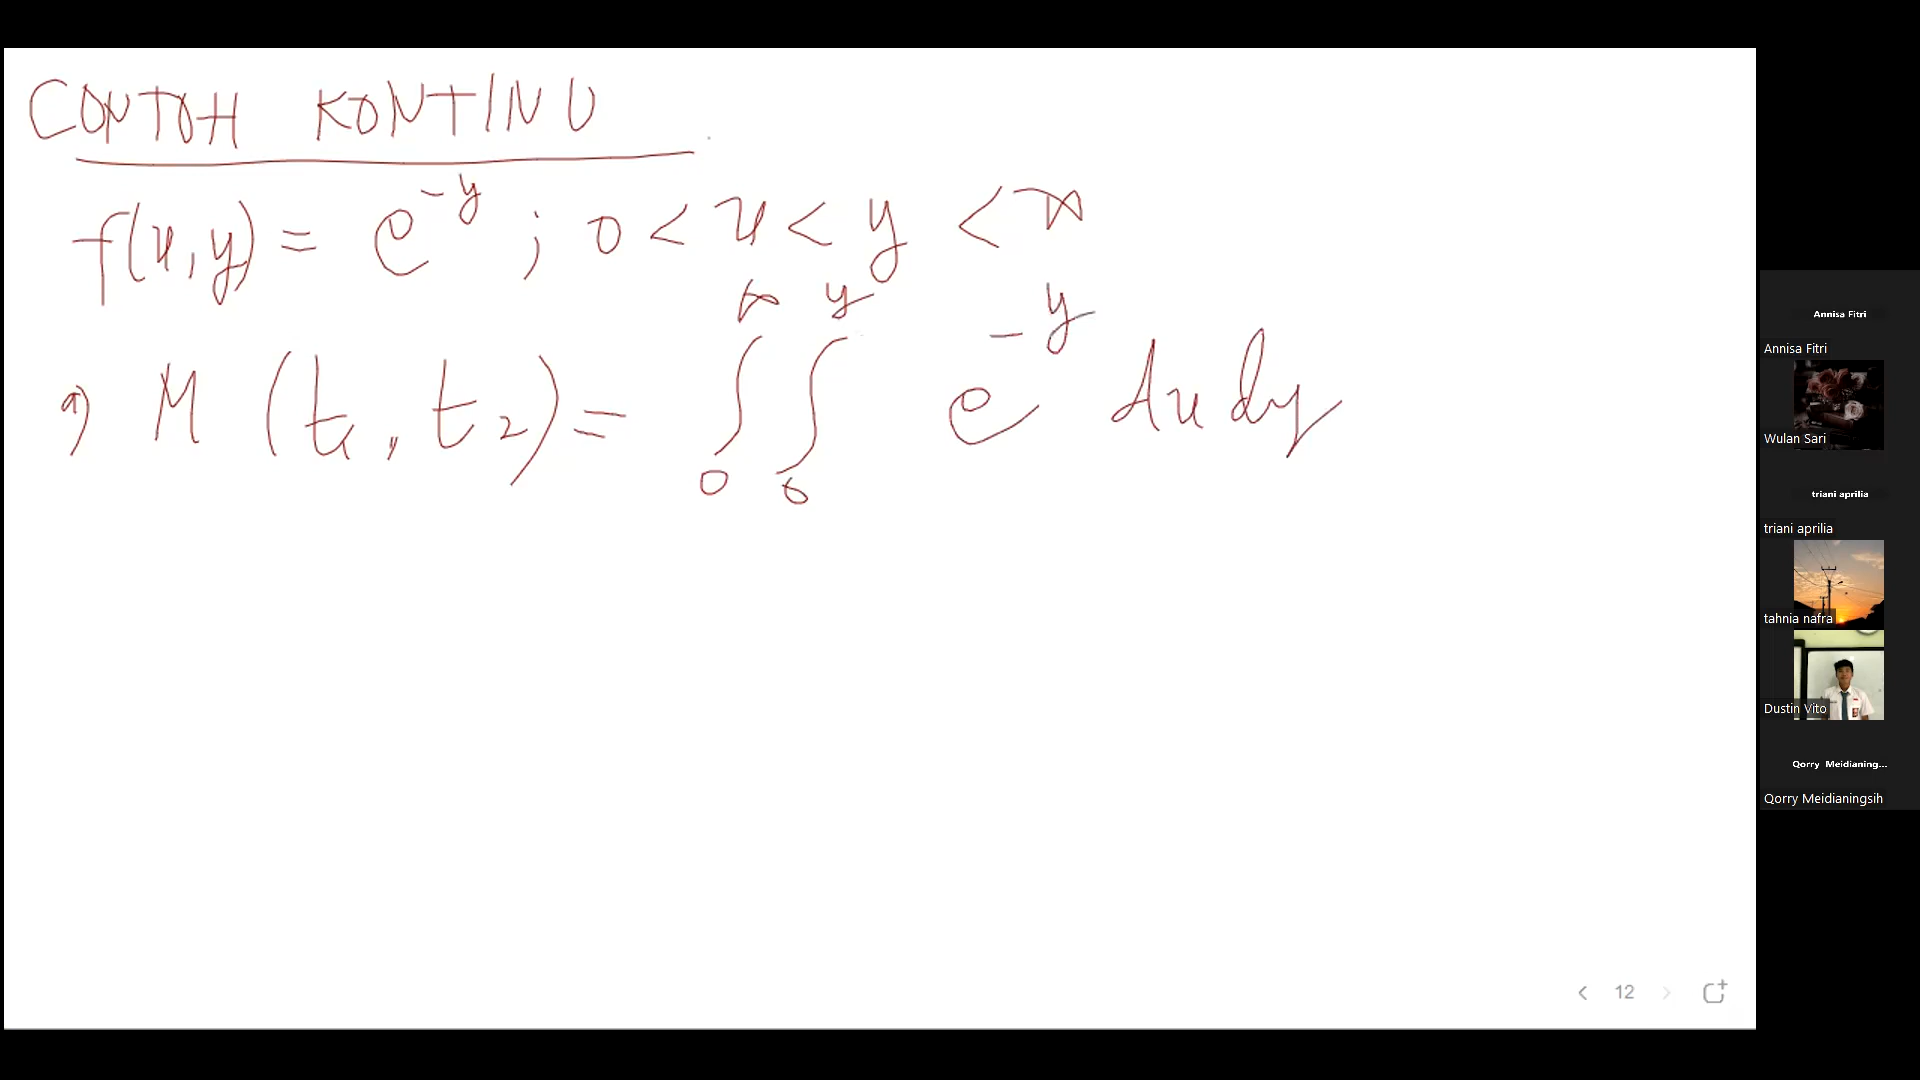 CONTOH KONTINU
f(x,y) = e^{-y} ; 0 < x < y < ∞
a) M (t₁, t₂) = ∫₀^∞ ∫₀^y e^{-y} dx dy
Annisa Fitri
Annisa Fitri
Wulan Sari
triani aprilia
triani aprilia
tahnia nafra
Dustin Vito
Qorry Meidianing...
Qorry Meidianingsih
< 12 >